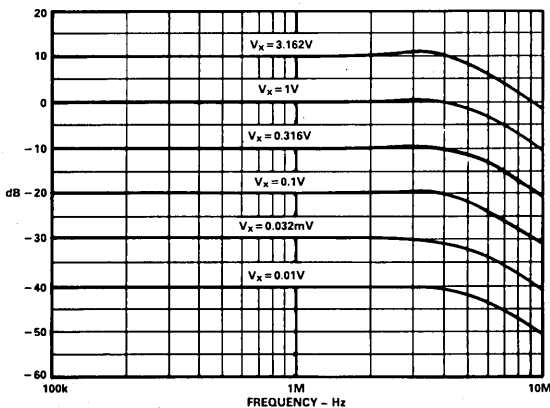 20
10
0
−10
dB −20
−30
−40
−50
−60
Vx = 3.162V
Vx = 1V
Vx = 0.316V
Vx = 0.1V
Vx = 0.032mV
Vx = 0.01V
100k 1M 10M
FREQUENCY – Hz